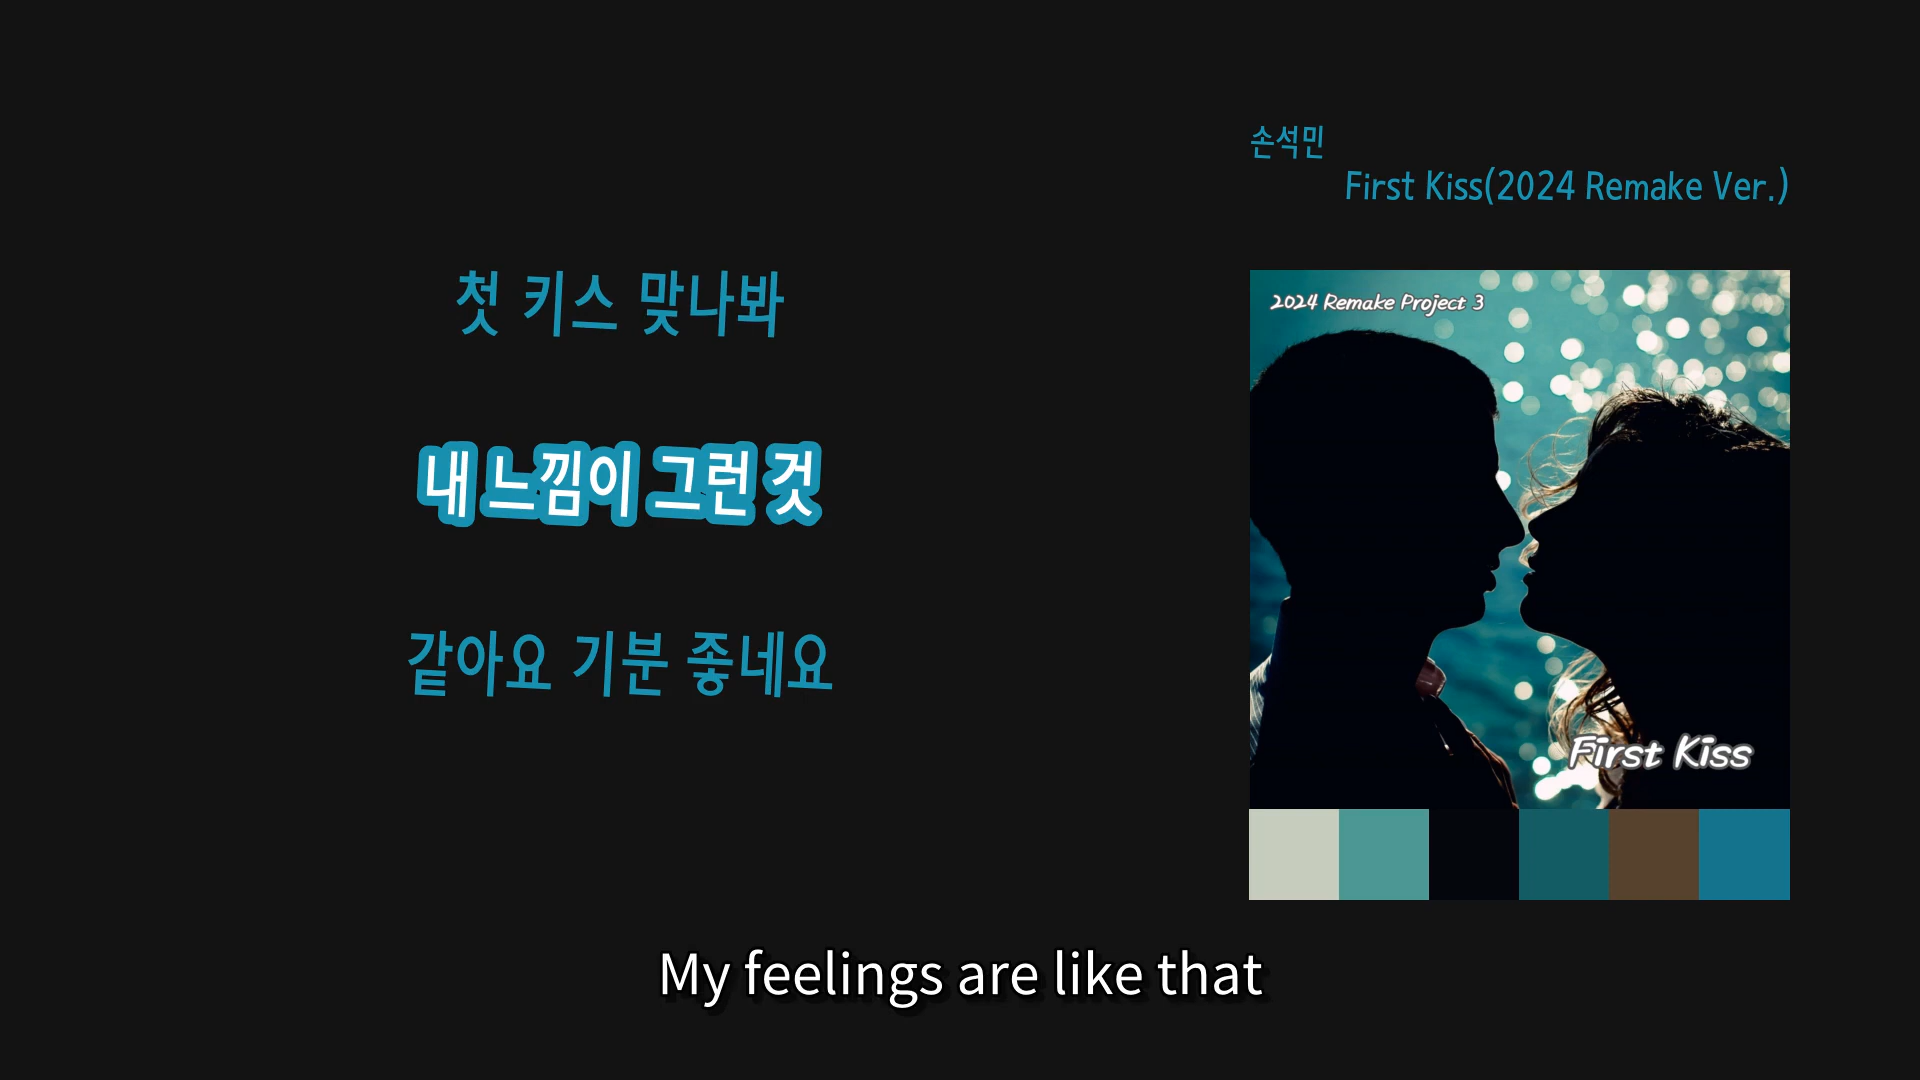 손석민
First Kiss(2024 Remake Ver.)
첫 키스 맞나봐
내 느낌이 그런 것
같아요 기분 좋네요
2024 Remake Project 3
First Kiss
My feelings are like that